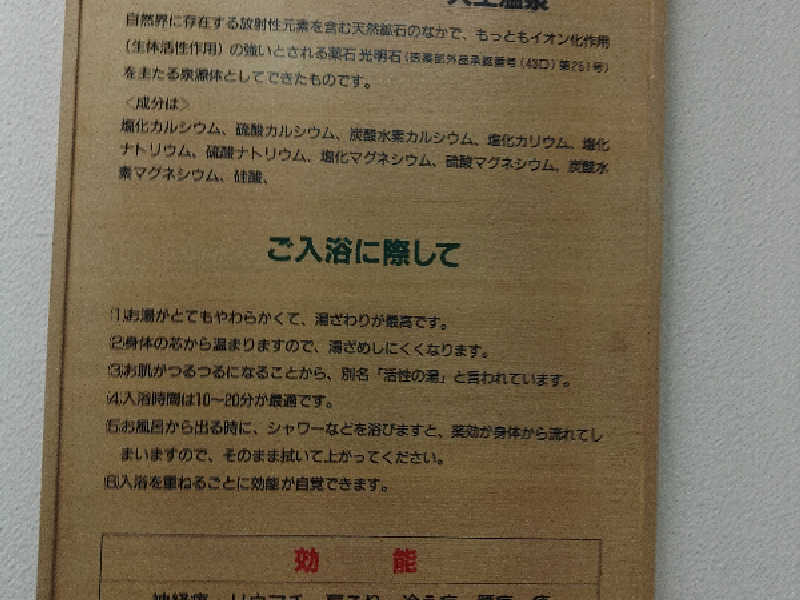 自然界に存在する放射性元素を含む天然鉱石のなかで、もっともイオン化作用
（生体活性作用）の強いとされる薬石 光明石（医薬部外品承認番号（43D）第251号）
を主たる泉源体としてできたものです。
〈成分は〉
塩化カルシウム、硫酸カルシウム、炭酸水素カルシウム、塩化カリウム、塩化
ナトリウム、硫酸ナトリウム、塩化マグネシウム、硫酸マグネシウム、炭酸水
素マグネシウム、硅酸、
ご入浴に際して
(1)お湯がとてもやわらかくて、湯ざわりが最高です。
(2)身体の芯から温まりますので、湯ざめしにくくなります。
(3)お肌がつるつるになることから、別名「活性の湯」と言われています。
(4)入浴時間は10〜20分が最適です。
(5)お風呂から出る時に、シャワーなどを浴びますと、薬効が身体から流れてし
まいますので、そのまま拭いて上がってください。
(6)入浴を重ねるごとに効能が自覚できます。
効 能
神経痛・リウマチ・肩こり・冷え症・腰痛・